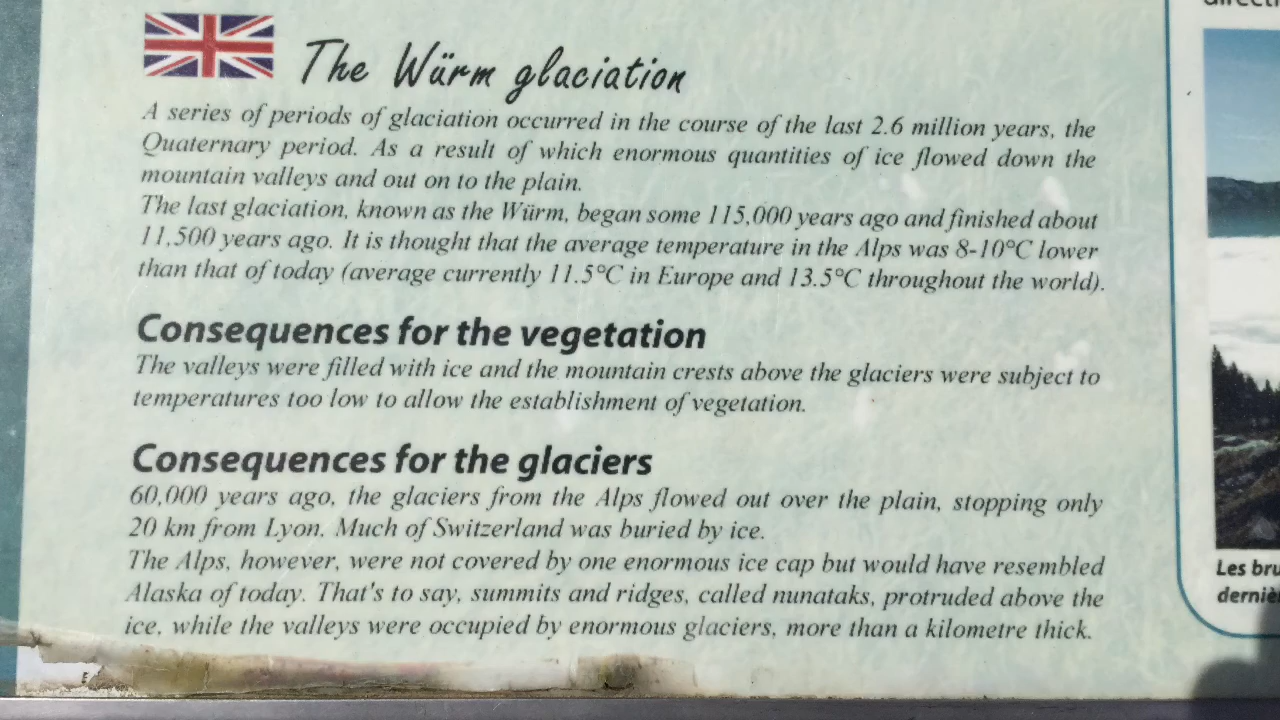 The Würm glaciation
A series of periods of glaciation occurred in the course of the last 2.6 million years, the
Quaternary period. As a result of which enormous quantities of ice flowed down the
mountain valleys and out on to the plain.
The last glaciation, known as the Würm, began some 115,000 years ago and finished about
11,500 years ago. It is thought that the average temperature in the Alps was 8-10°C lower
than that of today (average currently 11.5°C in Europe and 13.5°C throughout the world).
Consequences for the vegetation
The valleys were filled with ice and the mountain crests above the glaciers were subject to
temperatures too low to allow the establishment of vegetation.
Consequences for the glaciers
60,000 years ago, the glaciers from the Alps flowed out over the plain, stopping only
20 km from Lyon. Much of Switzerland was buried by ice.
The Alps, however, were not covered by one enormous ice cap but would have resembled
Alaska of today. That's to say, summits and ridges, called nunataks, protruded above the
ice, while the valleys were occupied by enormous glaciers, more than a kilometre thick.
Les bru
derniè